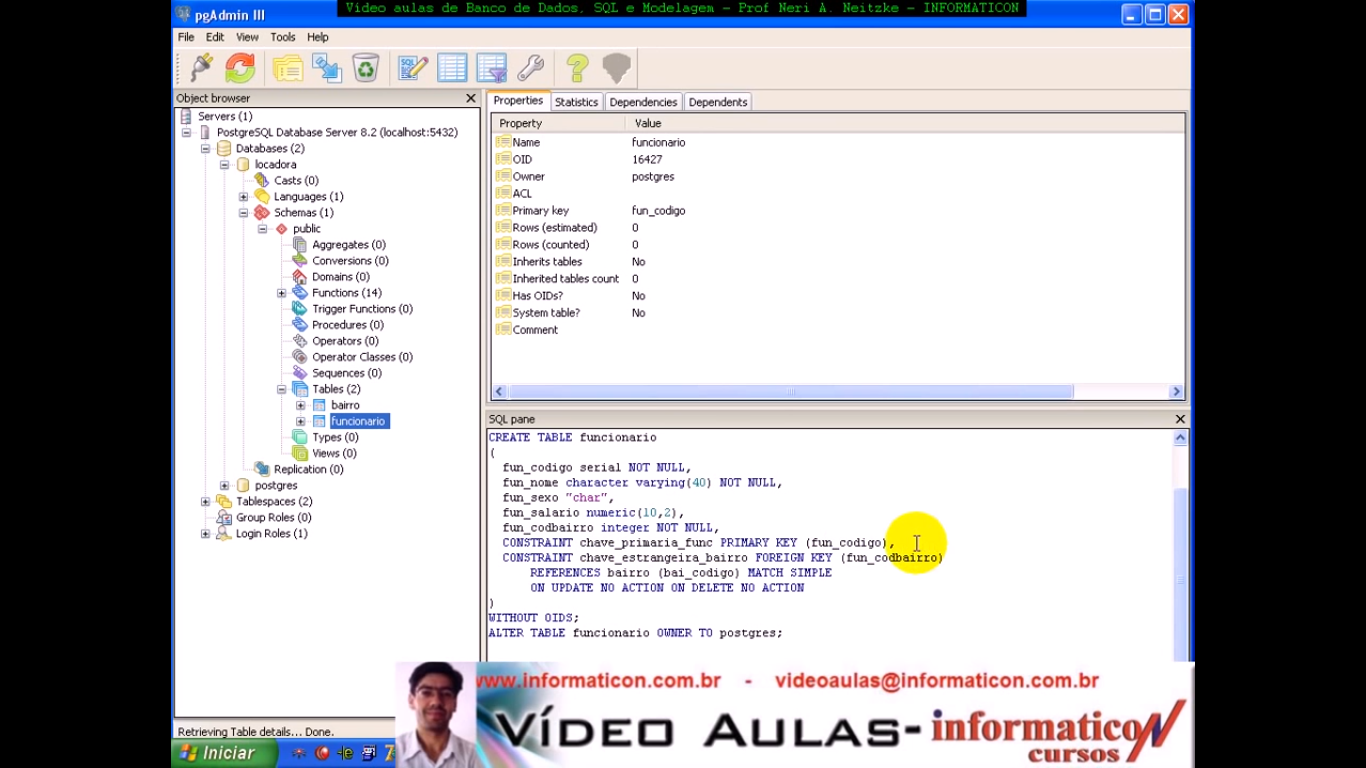 Video aulas de Banco de Dados, SQL e Modelagem - Prof Neri A. Neitzke - INFORMATICON
pgAdmin III
File Edit View Tools Help
Object browser
Servers (1)
PostgreSQL Database Server 8.2 (localhost:5432)
Databases (2)
locadora
Casts (0)
Languages (1)
Schemas (1)
public
Aggregates (0)
Conversions (0)
Domains (0)
Functions (14)
Trigger Functions (0)
Procedures (0)
Operators (0)
Operator Classes (0)
Sequences (0)
Tables (2)
bairro
funcionario
Types (0)
Views (0)
Replication (0)
postgres
Tablespaces (2)
Group Roles (0)
Login Roles (1)
Properties Statistics Dependencies Dependents
Property Value
Name funcionario
OID 16427
Owner postgres
ACL
Primary key fun_codigo
Rows (estimated) 0
Rows (counted) 0
Inherits tables No
Inherited tables count 0
Has OIDs? No
System table? No
Comment
SQL pane
CREATE TABLE funcionario
(
fun_codigo serial NOT NULL,
fun_nome character varying(40) NOT NULL,
fun_sexo "char",
fun_salario numeric(10,2),
fun_codbairro integer NOT NULL,
CONSTRAINT chave_primaria_func PRIMARY KEY (fun_codigo),
CONSTRAINT chave_estrangeira_bairro FOREIGN KEY (fun_codbairro)
REFERENCES bairro (bai_codigo) MATCH SIMPLE
ON UPDATE NO ACTION ON DELETE NO ACTION
)
WITHOUT OIDS;
ALTER TABLE funcionario OWNER TO postgres;
Retrieving Table details... Done.
Iniciar
www.informaticon.com.br - videoaulas@informaticon.com.br
VÍDEO AULAS- informaticoN
cursos